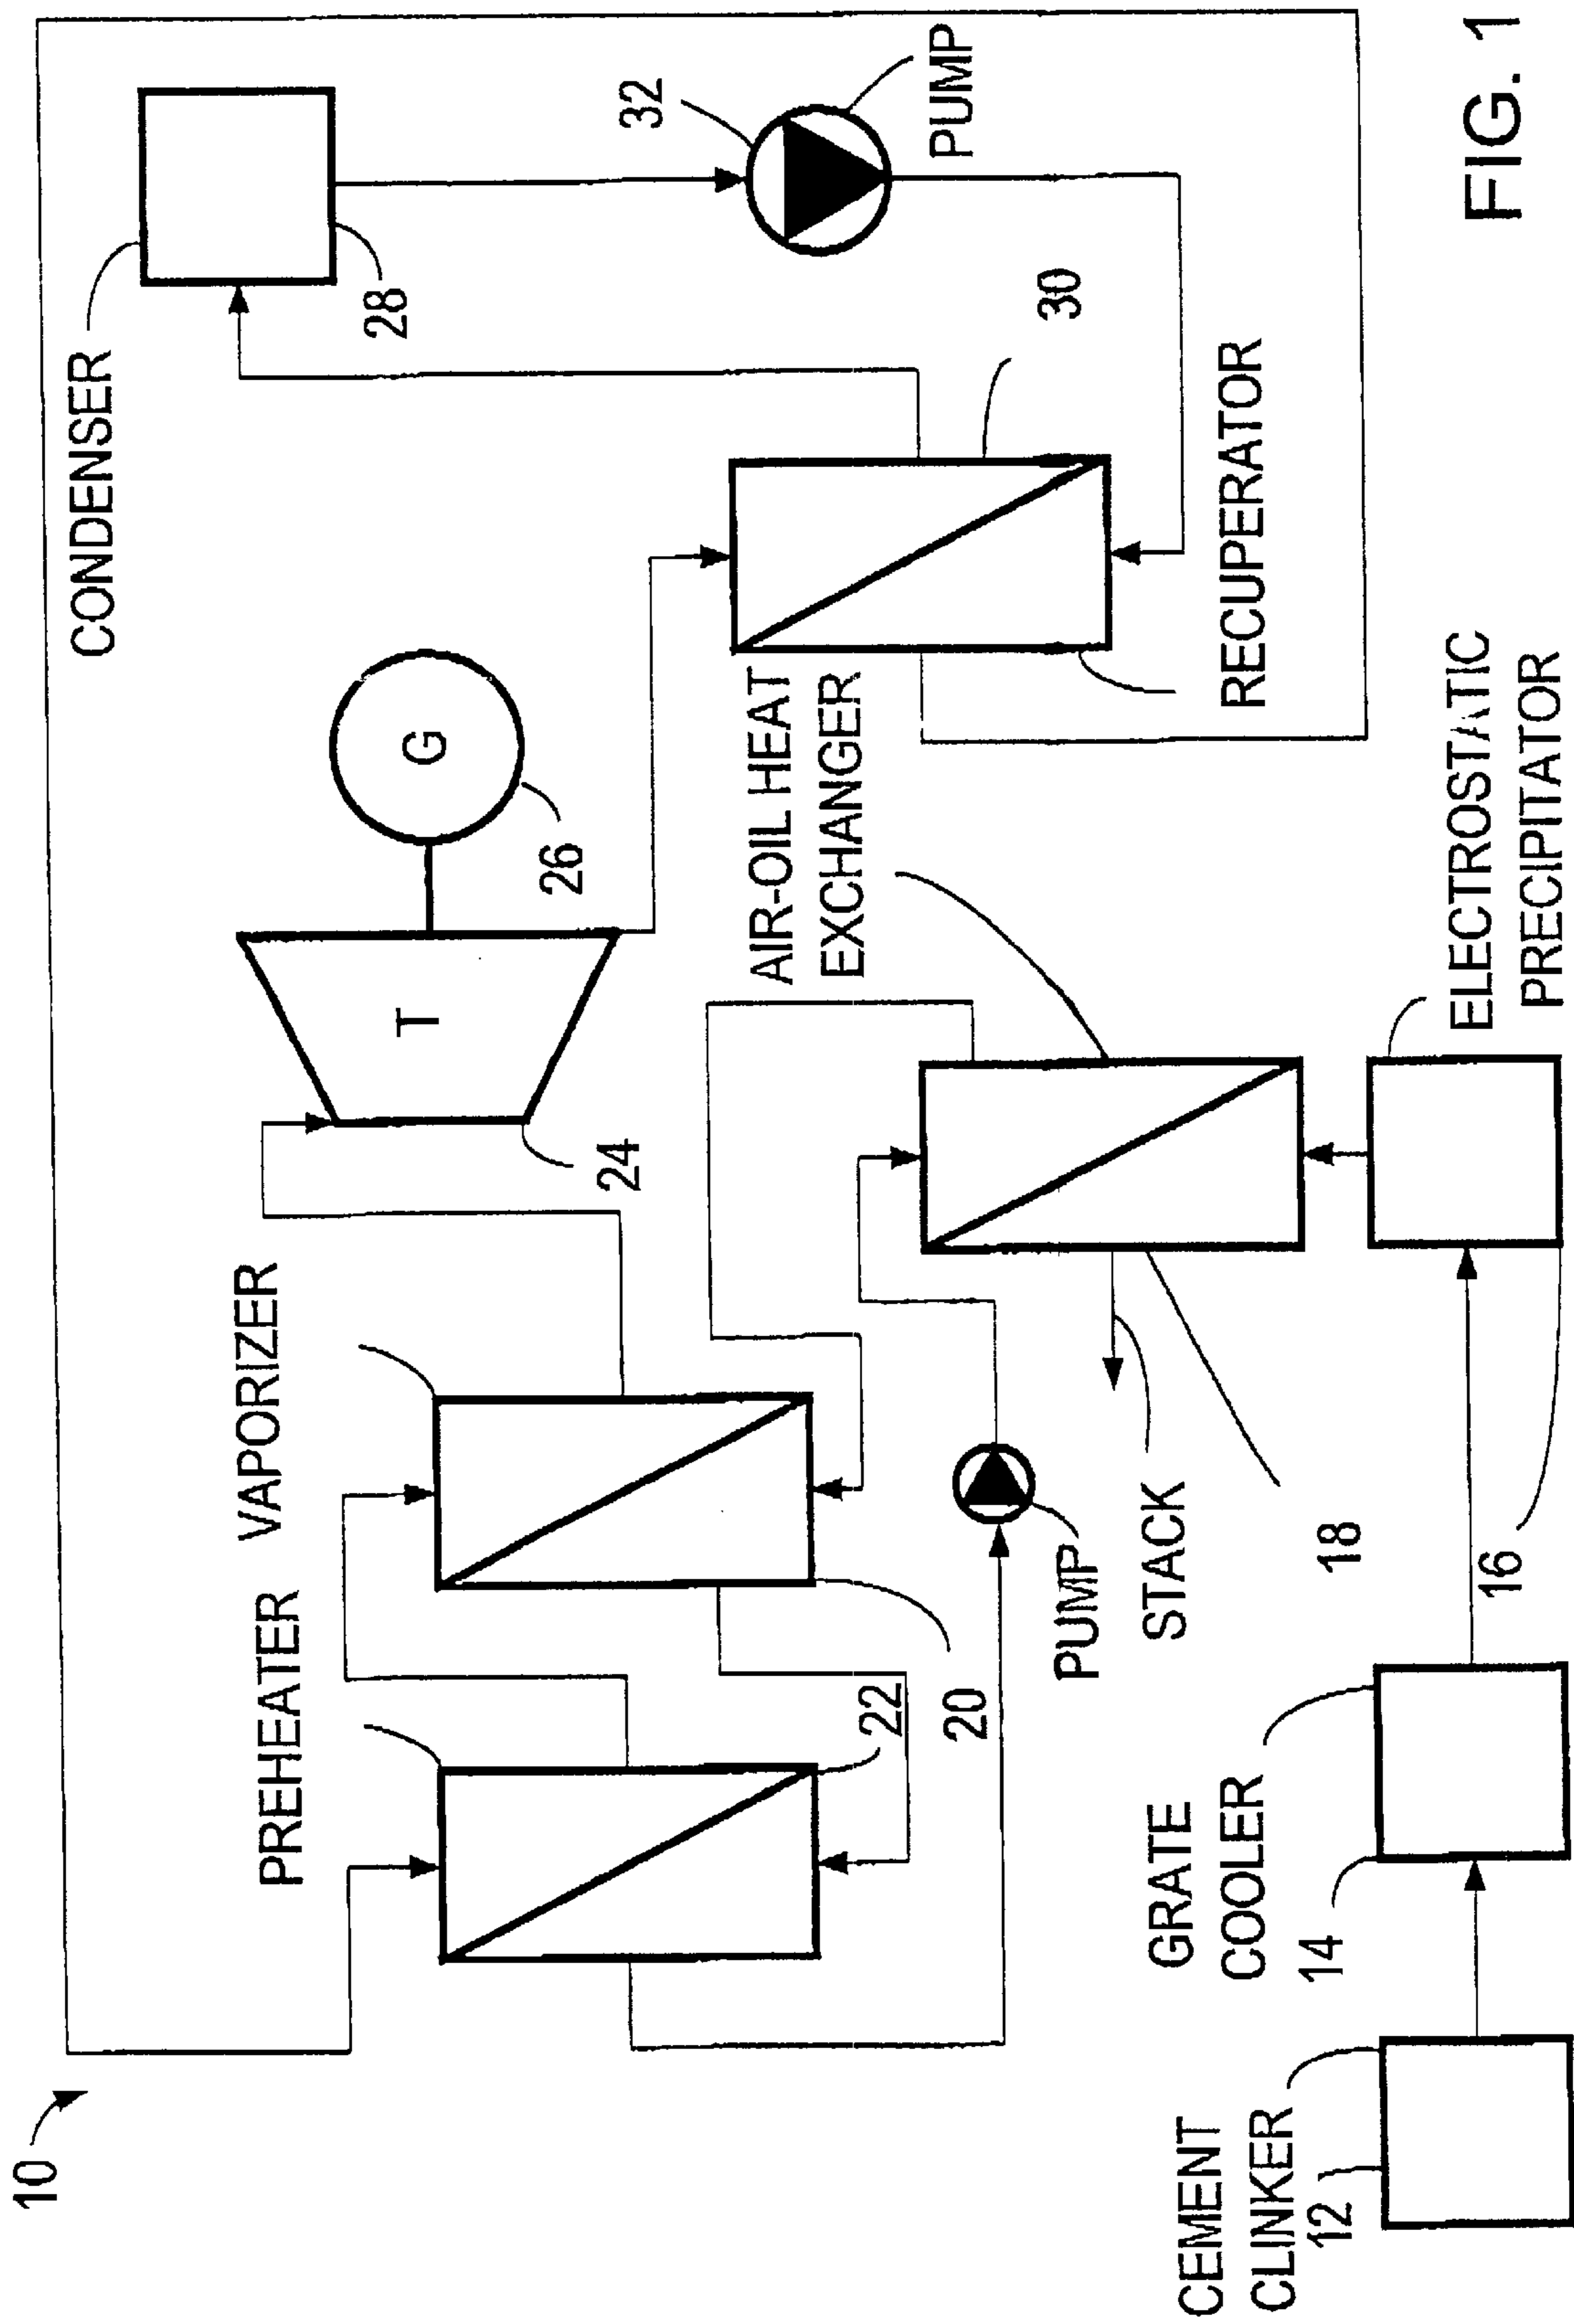 10
CONDENSER
28
32
PUMP
G
26
T
24
VAPORIZER
PREHEATER
22
20
30
RECUPERATOR
AIR-OIL HEAT
EXCHANGER
PUMP
STACK
18
ELECTROSTATIC
PRECIPITATOR
16
GRATE
COOLER
14
CEMENT
CLINKER
12
FIG. 1